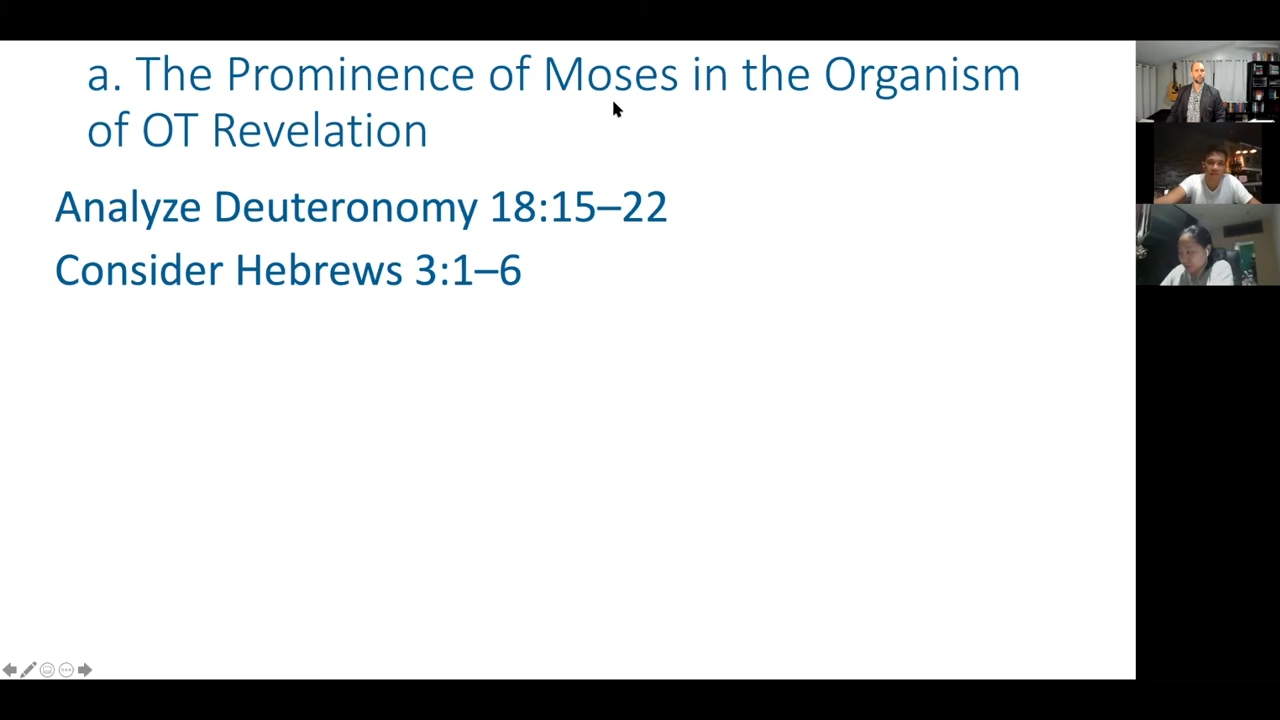 a. The Prominence of Moses in the Organism
of OT Revelation
Analyze Deuteronomy 18:15–22
Consider Hebrews 3:1–6